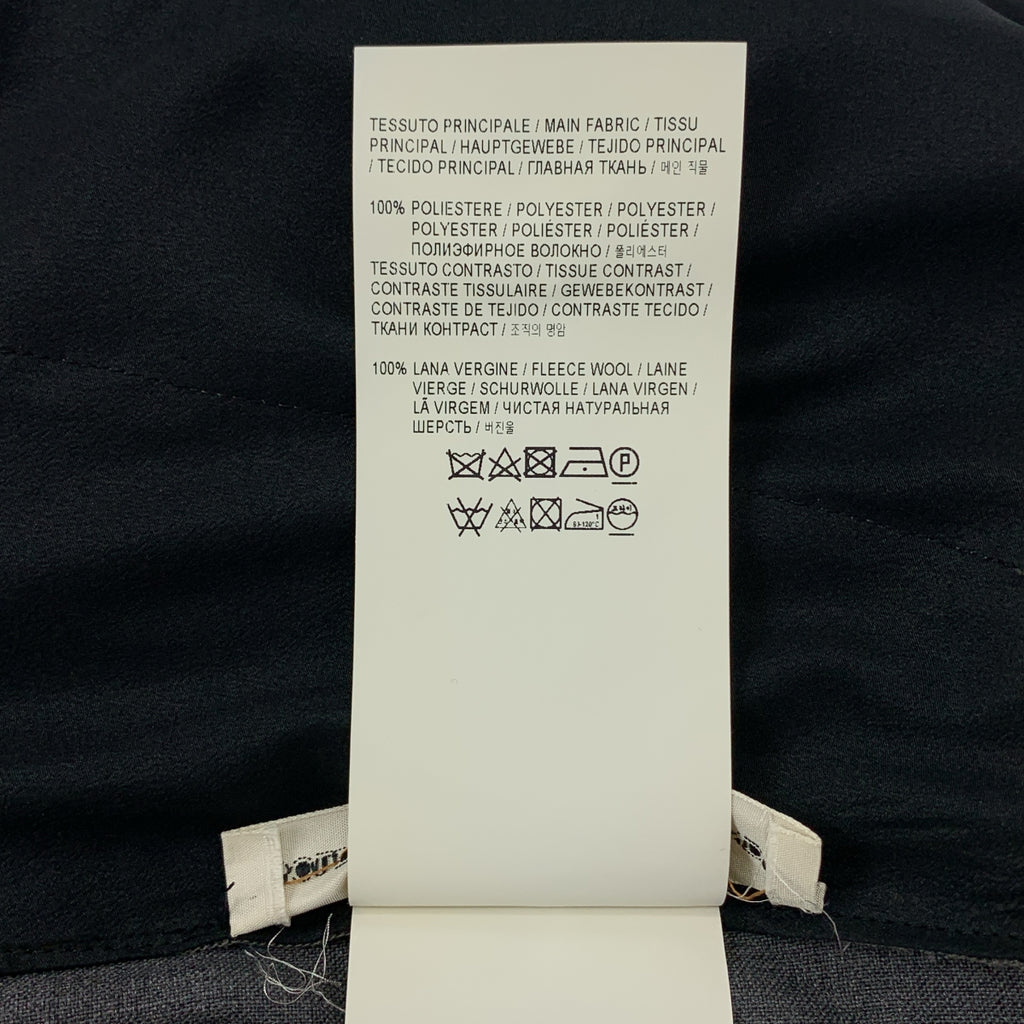 TESSUTO PRINCIPALE / MAIN FABRIC / TISSU
PRINCIPAL / HAUPTGEWEBE / TEJIDO PRINCIPAL
/ TECIDO PRINCIPAL / ГЛАВНАЯ ТКАНЬ / 메인 직물
100% POLIESTERE / POLYESTER / POLYESTER /
POLYESTER / POLIÉSTER / POLIÉSTER /
ПОЛИЭФИРНОЕ ВОЛОКНО / 폴리에스터
TESSUTO CONTRASTO / TISSUE CONTRAST /
CONTRASTE TISSULAIRE / GEWEBEKONTRAST /
CONTRASTE DE TEJIDO / CONTRASTE TECIDO /
ТКАНИ КОНТРАСТ / 조직의 명암
100% LANA VERGINE / FLEECE WOOL / LAINE
VIERGE / SCHURWOLLE / LANA VIRGEN /
LÃ VIRGEM / ЧИСТАЯ НАТУРАЛЬНАЯ
ШЕРСТЬ / 버진울
P